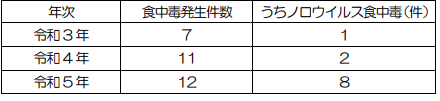 年次 食中毒発生件数 うちノロウイルス食中毒(件)
令和３年 7 1
令和４年 11 2
令和５年 12 8